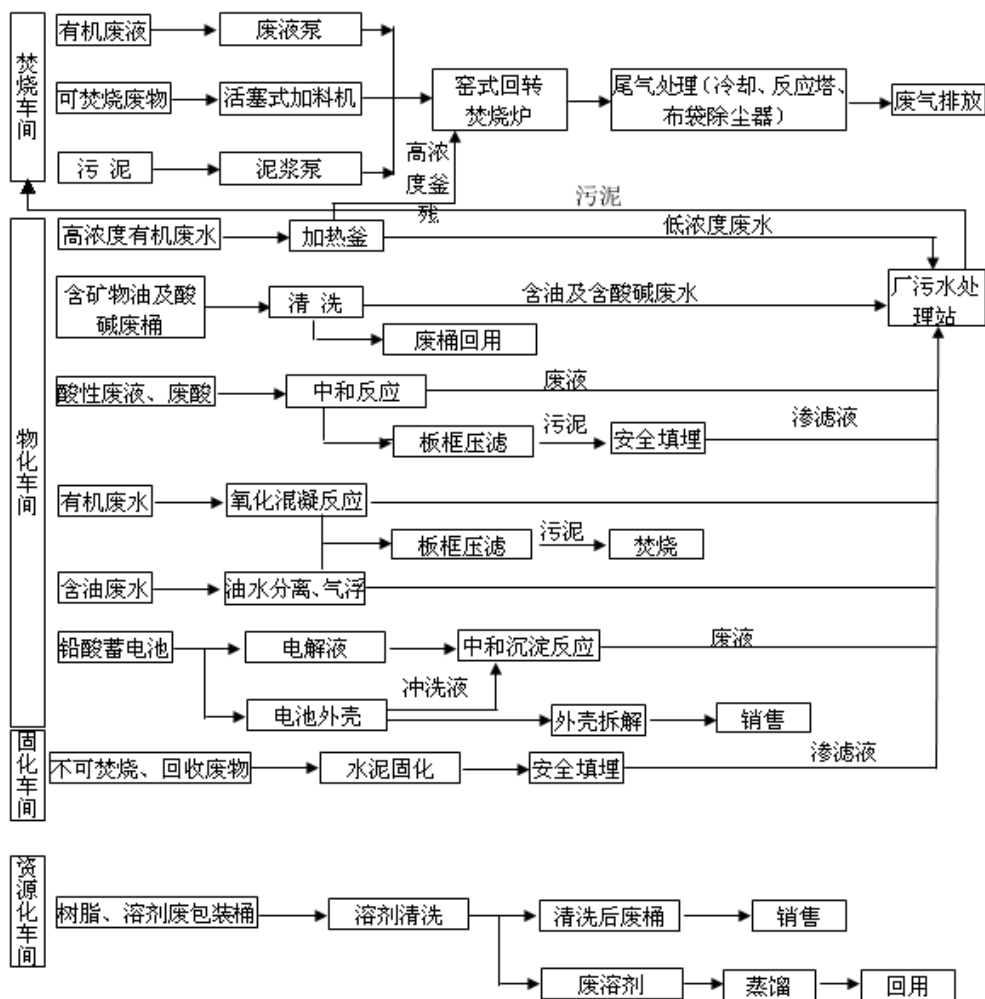 焚烧车间
有机废液
废液泵
可焚烧废物
活塞式加料机
窑式回转
焚烧炉
尾气处理(冷却、反应塔、
布袋除尘器)
废气排放
污 泥
泥浆泵
高浓
度釜
残
污泥
物化车间
高浓度有机废水
加热釜
低浓度废水
厂污水处
理站
含矿物油及酸
碱废桶
清 洗
含油及含酸碱废水
废桶回用
酸性废液、废酸
中和反应
废液
板框压滤
污泥
安全填埋
渗滤液
有机废水
氧化混凝反应
板框压滤
污泥
焚烧
含油废水
油水分离、气浮
铅酸蓄电池
电解液
中和沉淀反应
废液
冲洗液
电池外壳
外壳拆解
销售
固化车间
不可焚烧、回收废物
水泥固化
安全填埋
渗滤液
资源化车间
树脂、溶剂废包装桶
溶剂清洗
清洗后废桶
销售
废溶剂
蒸馏
回用